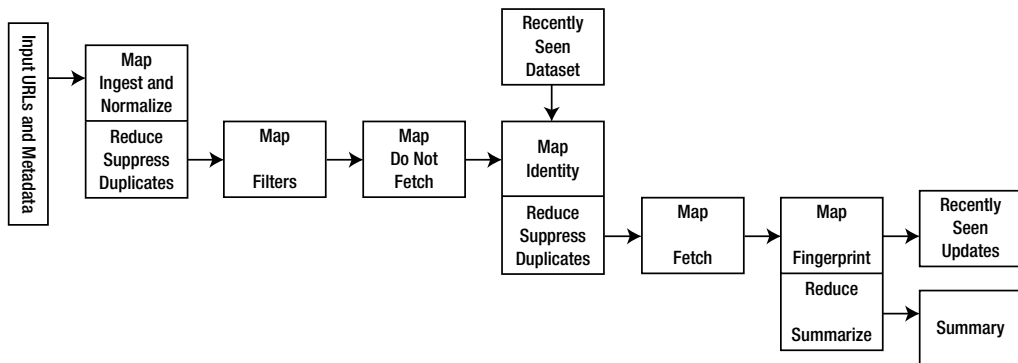 Input URLs and Metadata
Map
Ingest and
Normalize
Reduce
Suppress
Duplicates
Map
Filters
Map
Do Not
Fetch
Recently
Seen
Dataset
Map
Identity
Reduce
Suppress
Duplicates
Map
Fetch
Map
Fingerprint
Reduce
Summarize
Recently
Seen
Updates
Summary